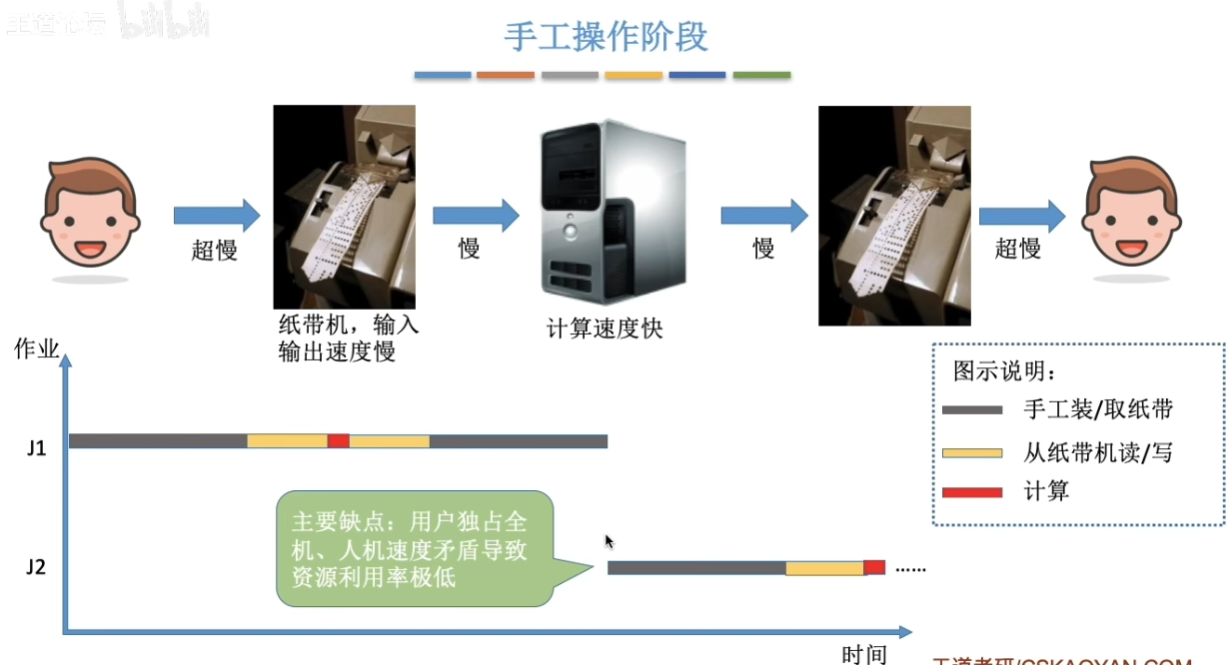 王道论坛 bilibili
手工操作阶段
超慢
慢
慢
超慢
纸带机，输入
输出速度慢
计算速度快
作业
图示说明：
手工装/取纸带
从纸带机读/写
计算
J1
主要缺点：用户独占全
机、人机速度矛盾导致
资源利用率极低
J2
......
时间
王道考研/CSKAOYAN.COM